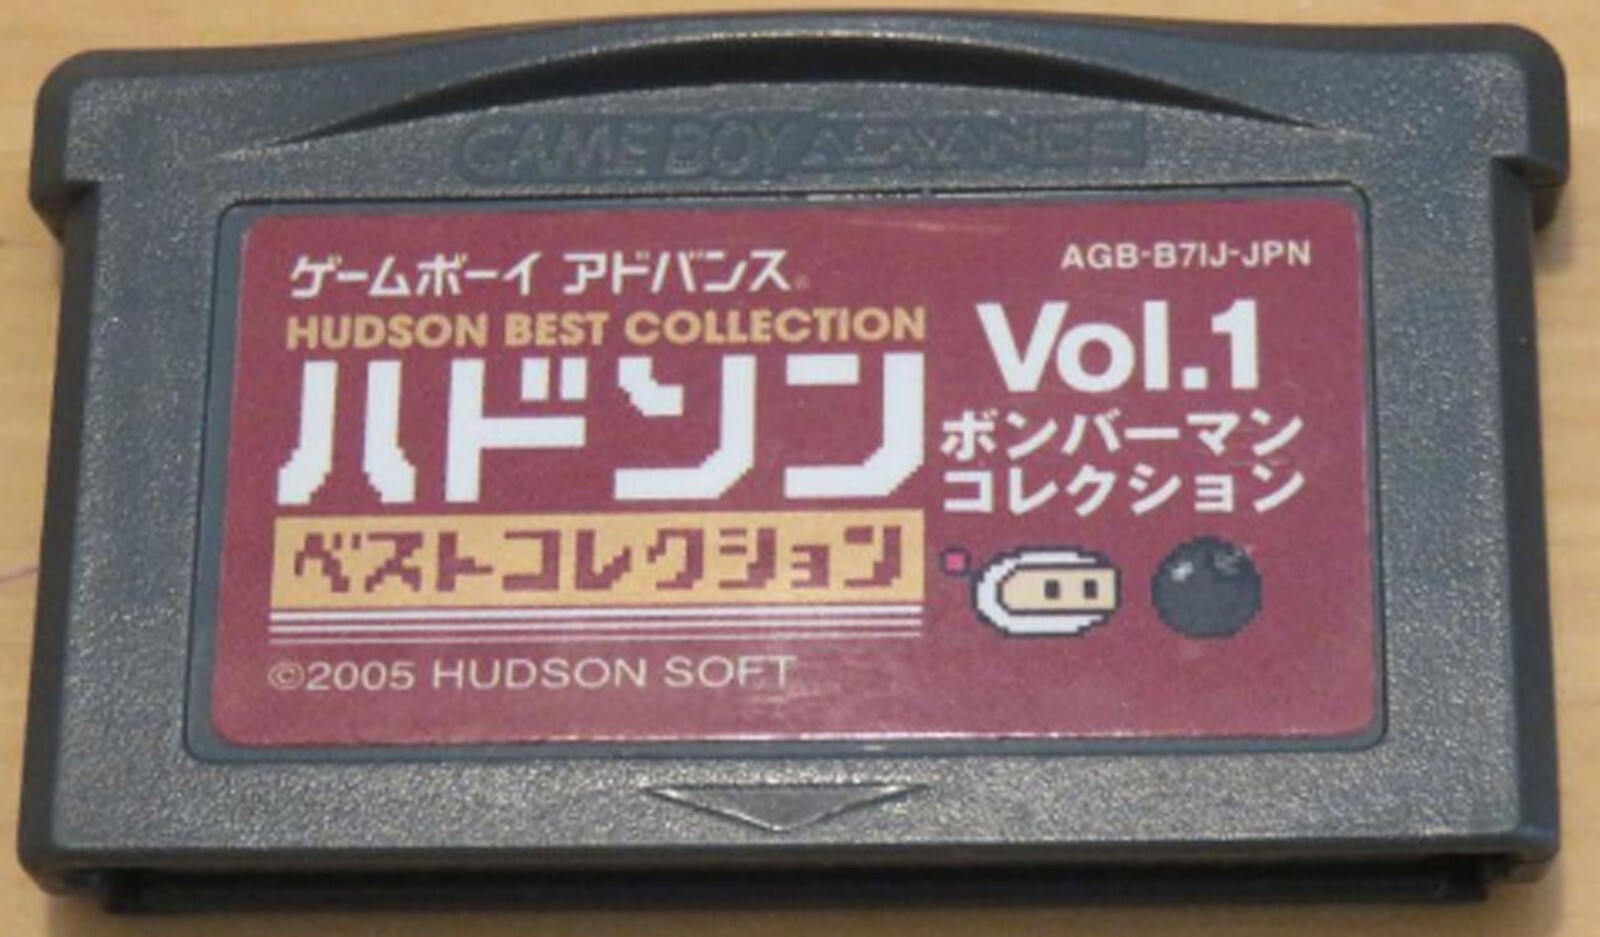 GAME BOY ADVANCE
ゲームボーイ アドバンス®
AGB-B7IJ-JPN
HUDSON BEST COLLECTION
ハドソン
ベストコレクション
Vol.1
ボンバーマン
コレクション
©2005 HUDSON SOFT